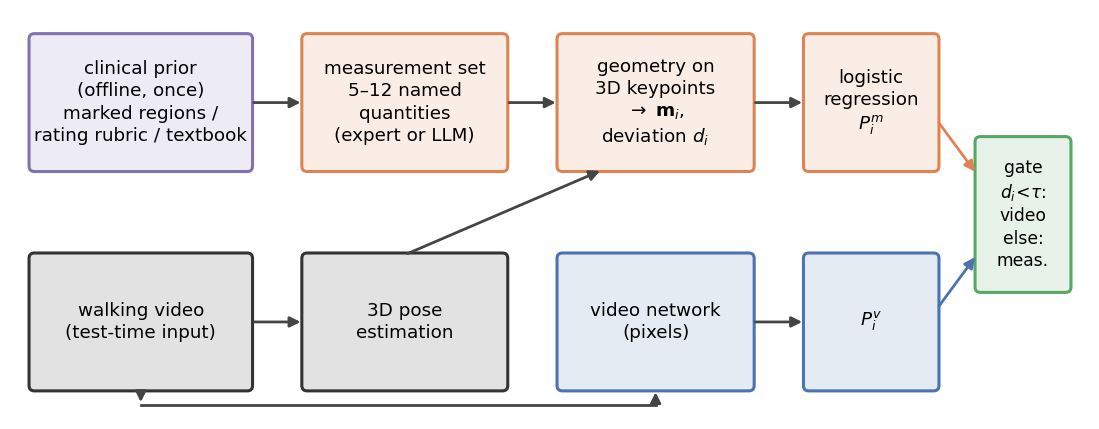 clinical prior
(offline, once)
marked regions /
rating rubric / textbook
measurement set
5–12 named
quantities
(expert or LLM)
geometry on
3D keypoints
→ m_i,
deviation d_i
logistic
regression
P_i^m
gate
d_i<τ:
video
else:
meas.
walking video
(test-time input)
3D pose
estimation
video network
(pixels)
P_i^v